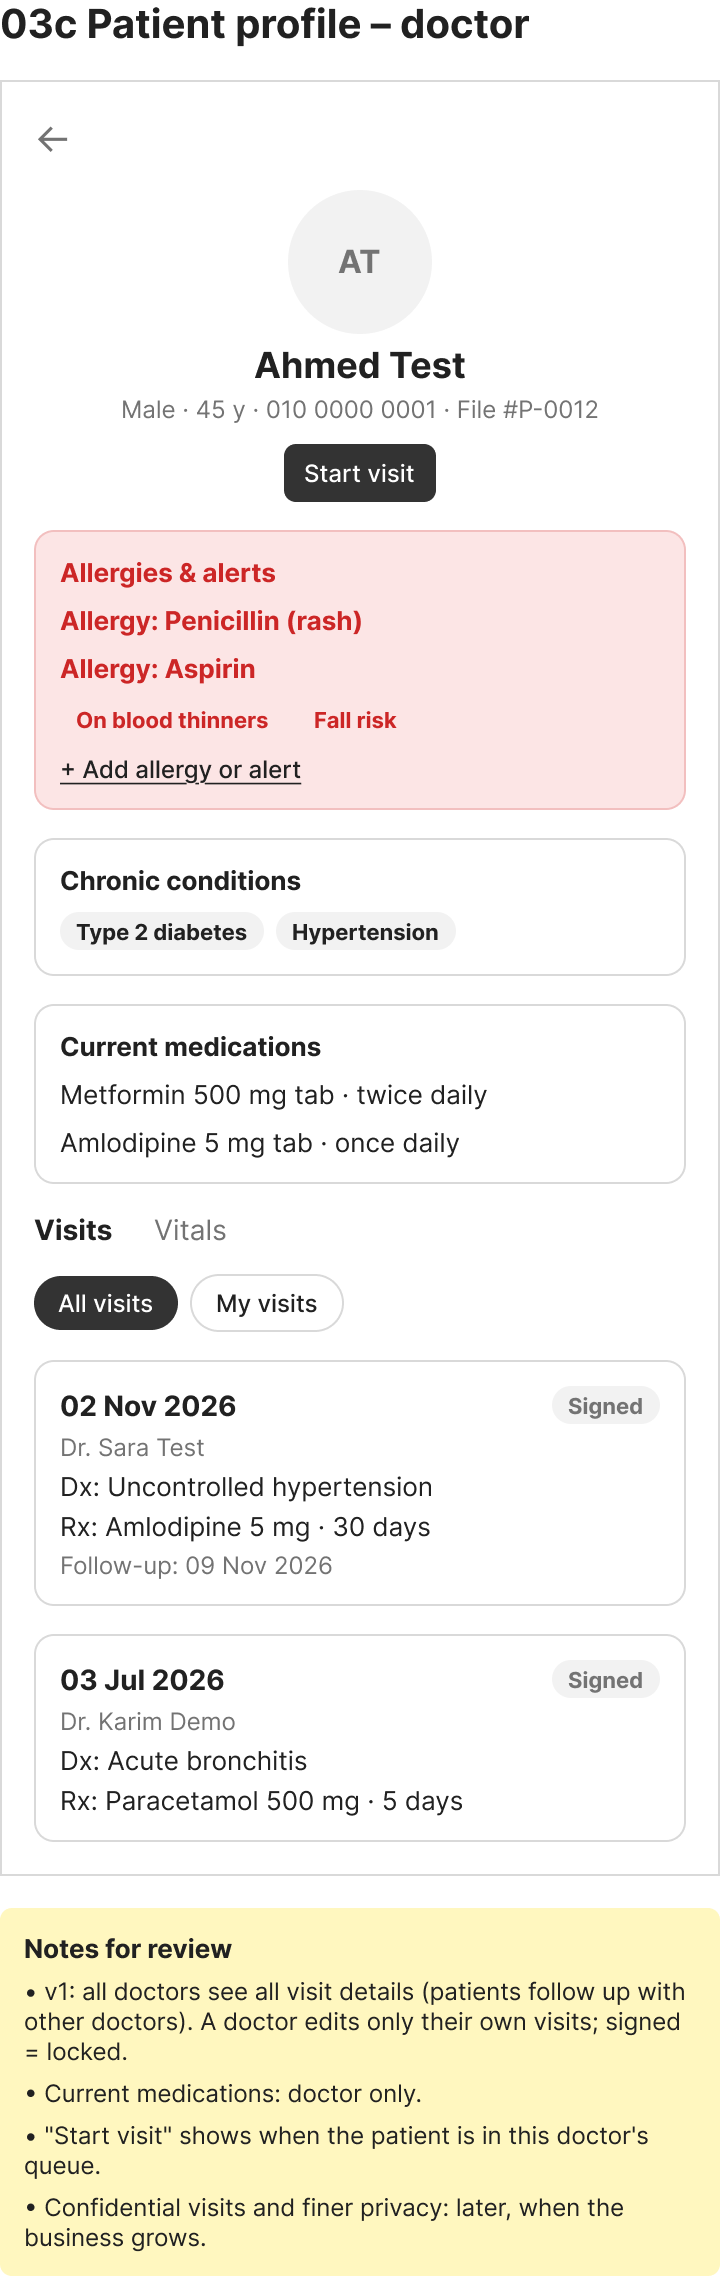 03c Patient profile – doctor
←
AT
Ahmed Test
Male · 45 y · 010 0000 0001 · File #P-0012
Start visit
Allergies & alerts
Allergy: Penicillin (rash)
Allergy: Aspirin
On blood thinners Fall risk
+ Add allergy or alert
Chronic conditions
Type 2 diabetes Hypertension
Current medications
Metformin 500 mg tab · twice daily
Amlodipine 5 mg tab · once daily
Visits Vitals
All visits My visits
02 Nov 2026 Signed
Dr. Sara Test
Dx: Uncontrolled hypertension
Rx: Amlodipine 5 mg · 30 days
Follow-up: 09 Nov 2026
03 Jul 2026 Signed
Dr. Karim Demo
Dx: Acute bronchitis
Rx: Paracetamol 500 mg · 5 days
Notes for review
• v1: all doctors see all visit details (patients follow up with
other doctors). A doctor edits only their own visits; signed
= locked.
• Current medications: doctor only.
• "Start visit" shows when the patient is in this doctor's
queue.
• Confidential visits and finer privacy: later, when the
business grows.